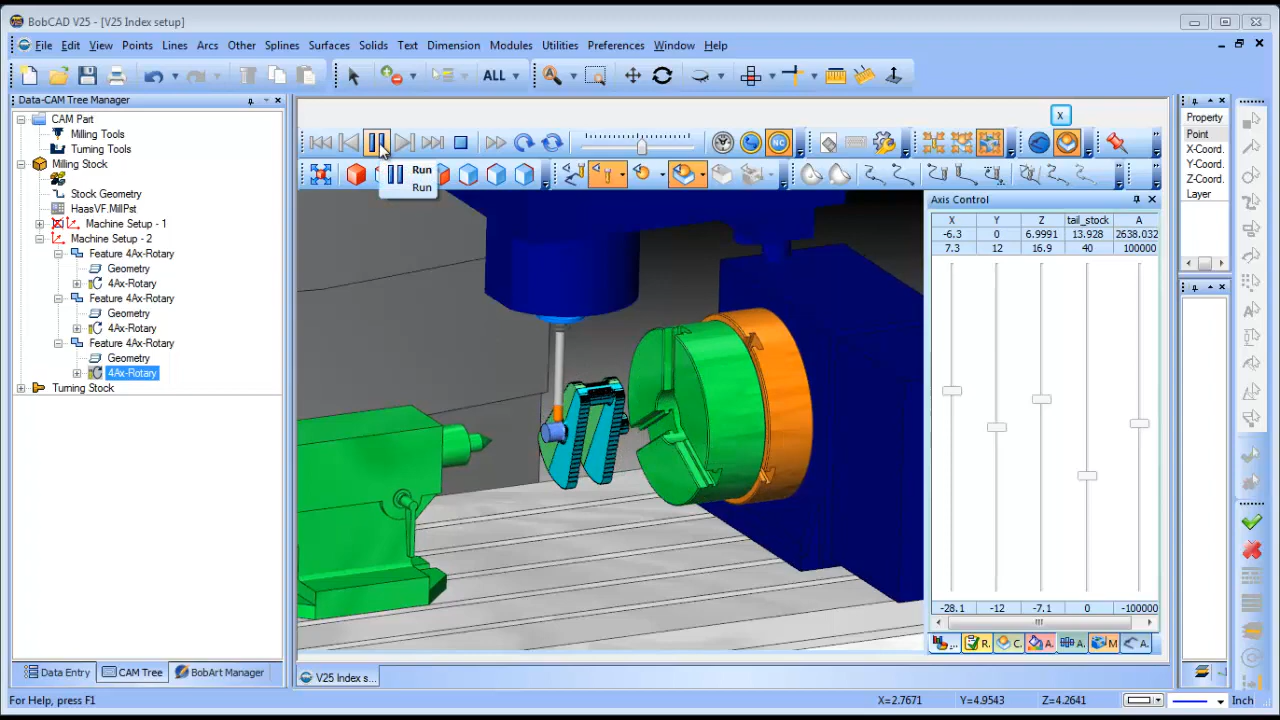 BobCAD V25 - [V25 Index setup]
File Edit View Points Lines Arcs Other Splines Surfaces Solids Text Dimension Modules Utilities Preferences Window Help
ALL
Data-CAM Tree Manager
CAM Part
Milling Tools
Turning Tools
Milling Stock
Stock Geometry
HaasVF.MillPst
Machine Setup - 1
Machine Setup - 2
Feature 4Ax-Rotary
Geometry
4Ax-Rotary
Feature 4Ax-Rotary
Geometry
4Ax-Rotary
Feature 4Ax-Rotary
Geometry
4Ax-Rotary
Turning Stock
Data Entry CAM Tree BobArt Manager
X
NC
Run
Run
Axis Control
X Y Z tail_stock A
-6.3 0 6.9991 13.928 2638.032
7.3 12 16.9 40 100000
-28.1 -12 -7.1 0 -100000
R. C. A. A. M A.
V25 Index s...
Property
Point
X-Coord.
Y-Coord.
Z-Coord.
Layer
For Help, press F1
X=2.7671 Y=4.9543 Z=4.2641 Inch